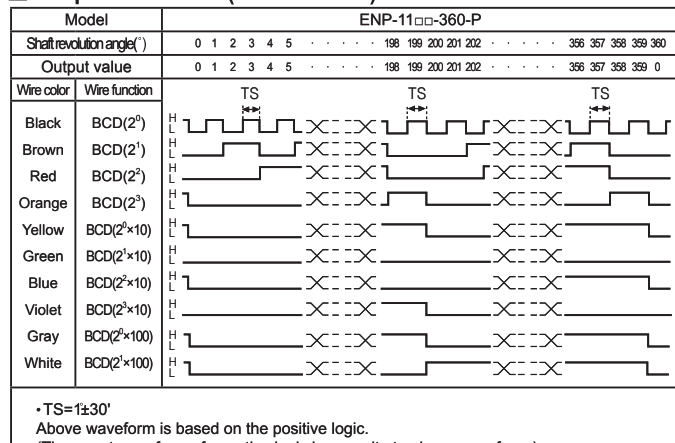 Model ENP-11□□-360-P
Shaft revolution angle(°) 0 1 2 3 4 5 · · · · · 198 199 200 201 202 · · · · · 356 357 358 359 360
Output value 0 1 2 3 4 5 · · · · · 198 199 200 201 202 · · · · · 356 357 358 359 0
Wire color Wire function TS TS TS
Black BCD(2⁰) H L
Brown BCD(2¹) H L
Red BCD(2²) H L
Orange BCD(2³) H L
Yellow BCD(2⁰×10) H L
Green BCD(2¹×10) H L
Blue BCD(2²×10) H L
Violet BCD(2³×10) H L
Gray BCD(2⁰×100) H L
White BCD(2¹×100) H L
•TS=1°±30'
Above waveform is based on the positive logic.